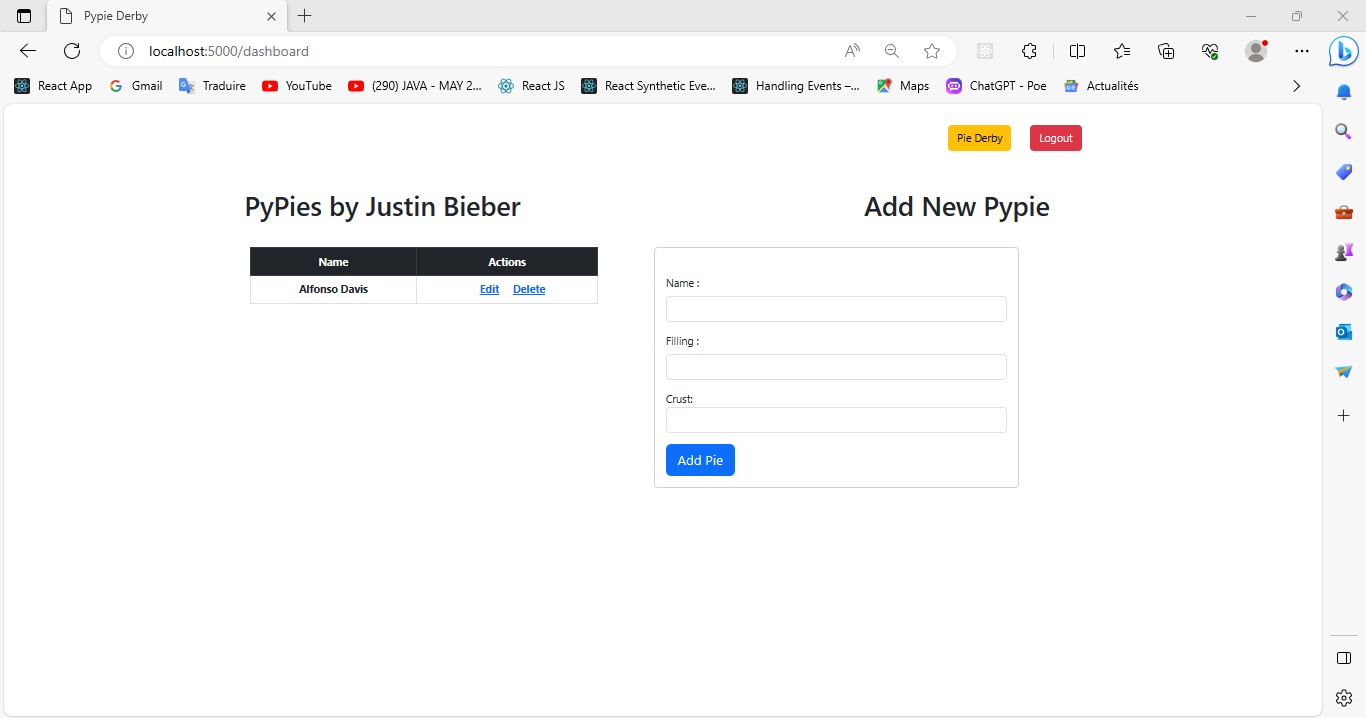 Pypie Derby
localhost:5000/dashboard
React App Gmail Traduire YouTube (290) JAVA - MAY 2... React JS React Synthetic Eve... Handling Events –... Maps ChatGPT - Poe Actualités
Pie Derby Logout
PyPies by Justin Bieber
Name Actions
Alfonso Davis Edit Delete
Add New Pypie
Name :
Filling :
Crust:
Add Pie